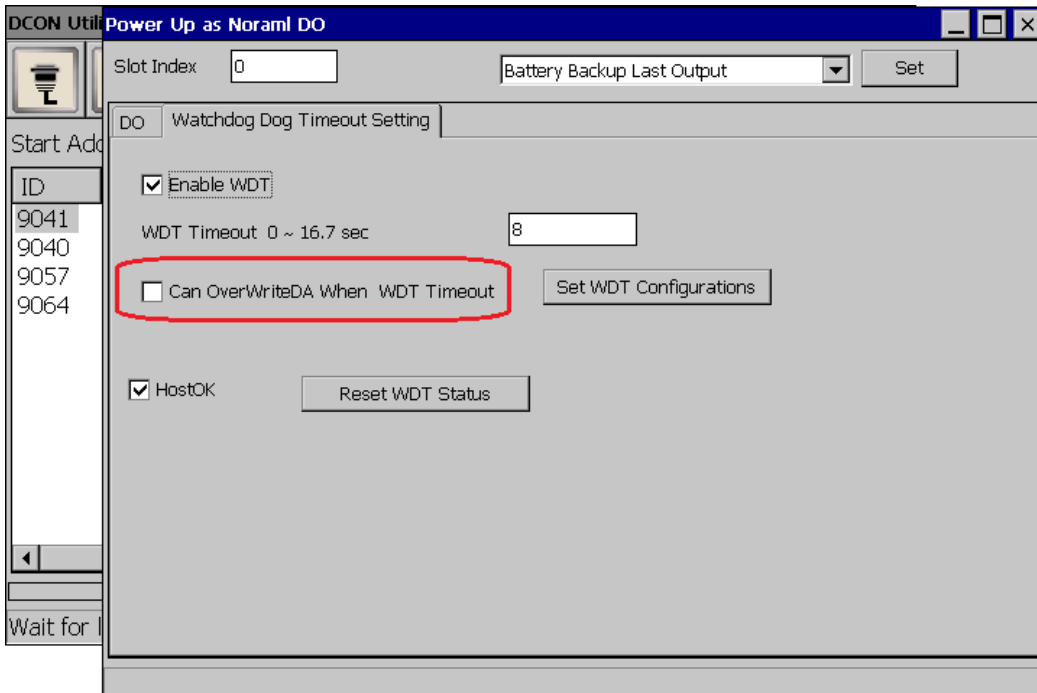 DCON Utili
Power Up as Noraml DO
Slot Index 0 Battery Backup Last Output Set
DO Watchdog Dog Timeout Setting
Start Add
ID
Enable WDT
9041
WDT Timeout 0 ~ 16.7 sec 8
9040
9057
Can OverWriteDA When WDT Timeout Set WDT Configurations
9064
HostOK Reset WDT Status
Wait for